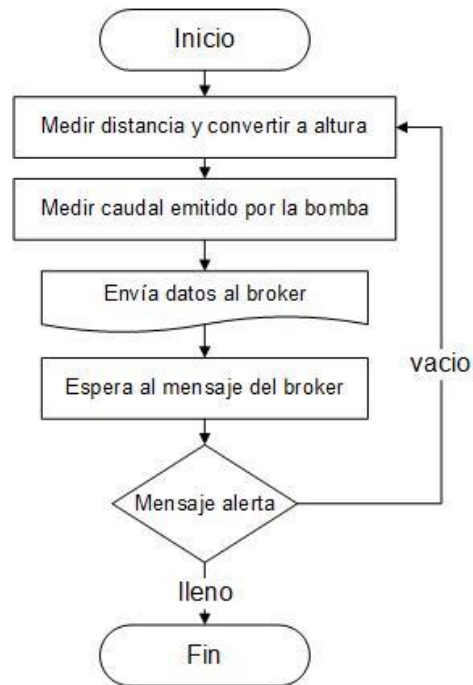 Inicio
Medir distancia y convertir a altura
Medir caudal emitido por la bomba
Envía datos al broker
Espera al mensaje del broker
vacio
Mensaje alerta
lleno
Fin